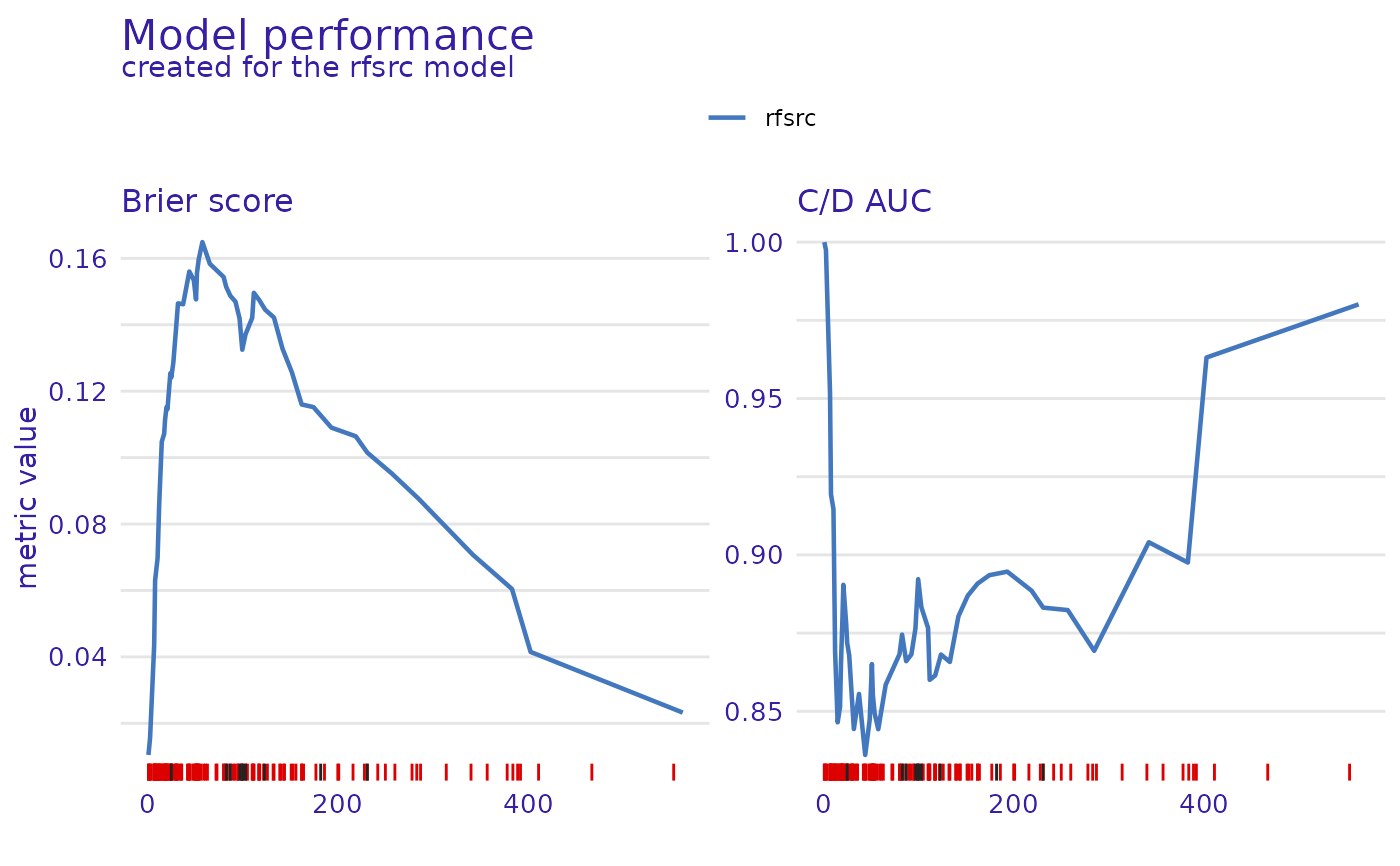 Model performance
created for the rfsrc model
rfsrc
Brier score
C/D AUC
metric value
0.16
0.12
0.08
0.04
1.00
0.95
0.90
0.85
0 200 400
0 200 400